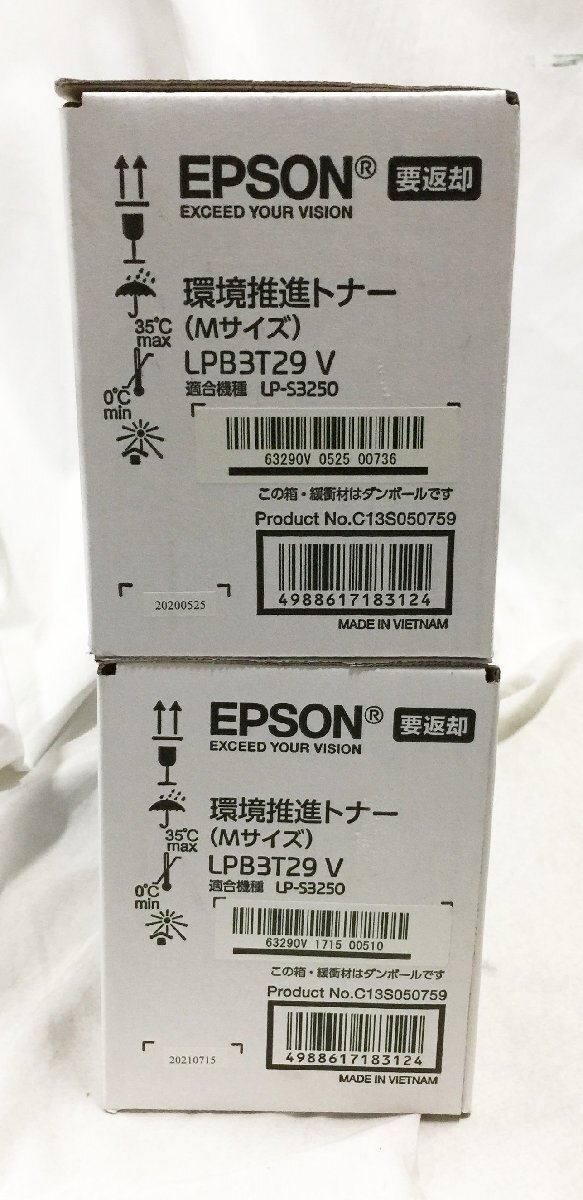 EPSON® 要返却
EXCEED YOUR VISION
環境推進トナー
35℃
max
(Mサイズ)
LPB3T29 V
0℃
min
適合機種 LP-S3250
63290V 0525 00736
この箱・緩衝材はダンボールです
Product No.C13S050759
4988617183124
20200525
MADE IN VIETNAM
EPSON® 要返却
EXCEED YOUR VISION
環境推進トナー
35℃
max
(Mサイズ)
LPB3T29 V
0℃
min
適合機種 LP-S3250
63290V 1715 00510
この箱・緩衝材はダンボールです
Product No.C13S050759
4988617183124
20210715
MADE IN VIETNAM